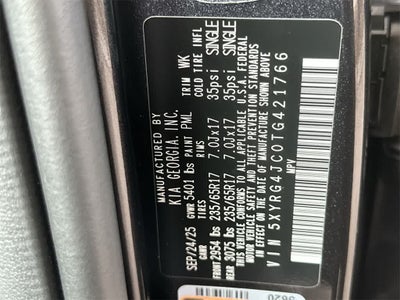 MANUFACTURED BY
KIA GEORGIA, INC.
SEP/24/25 GVWR 5401 lbs PAINT PML TRIM WK
GAWR TIRES RIMS COLD TIRE INFL
FRONT 2954 lbs 235/65R17 7.0JX17 35psi SINGLE
REAR 3075 lbs 235/65R17 7.0JX17 35psi SINGLE
THIS VEHICLE CONFORMS TO ALL APPLICABLE U.S.A. FEDERAL
MOTOR VEHICLE SAFETY AND THEFT PREVENTION STANDARDS
IN EFFECT ON THE DATE OF MANUFACTURE SHOWN ABOVE.
MPV
VIN 5XYRG4JC0TG421766